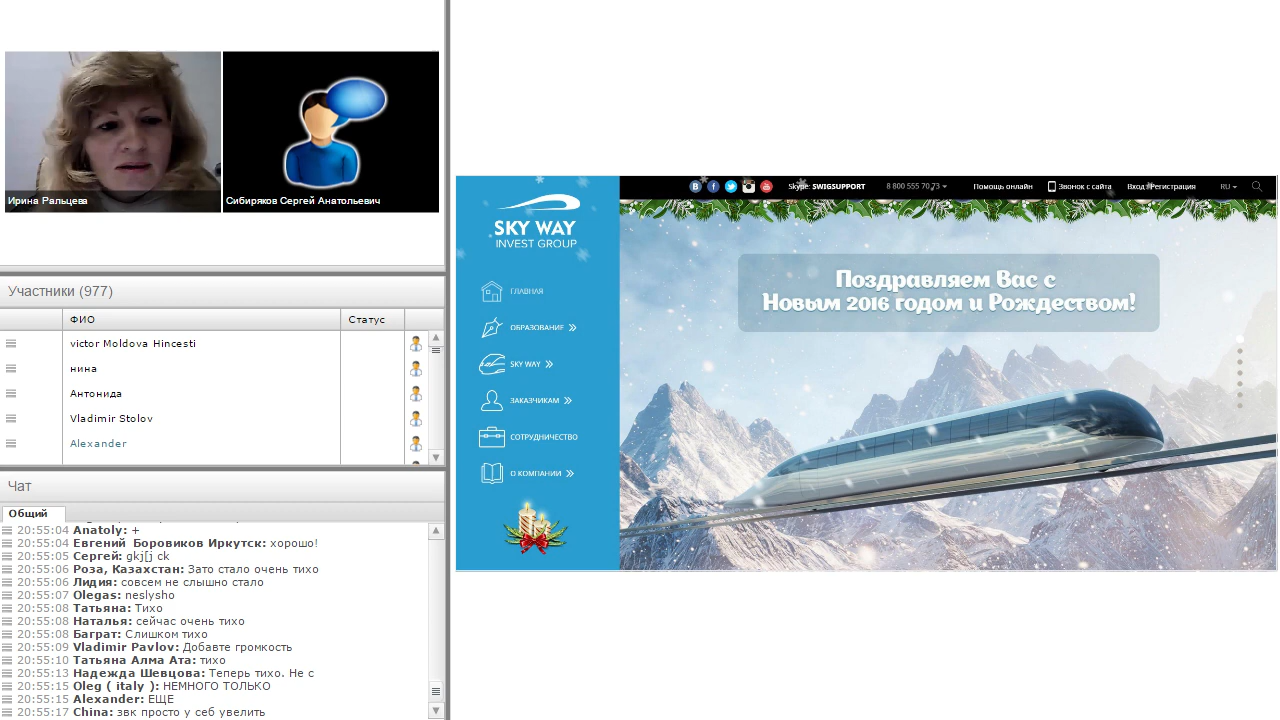 Ирина Ральцева
Сибиряков Сергей Анатольевич
Участники (977)
ФИО
Статус
victor Moldova Hincesti
нина
Антонида
Vladimir Stolov
Alexander
Чат
Общий
20:55:04 Anatoly: +
20:55:04 Евгений Боровиков Иркутск: хорошо!
20:55:05 Сергей: gkj[j ck
20:55:06 Роза, Казахстан: Зато стало очень тихо
20:55:06 Лидия: совсем не слышно стало
20:55:07 Olegas: neslysho
20:55:08 Татьяна: Тихо
20:55:08 Наталья: сейчас очень тихо
20:55:08 Баграт: Слишком тихо
20:55:09 Vladimir Pavlov: Добавте громкость
20:55:10 Татьяна Алма Ата: тихо
20:55:13 Надежда Шевцова: Теперь тихо. Не с
20:55:15 Oleg ( italy ): НЕМНОГО ТОЛЬКО
20:55:15 Alexander: ЕЩЕ
20:55:17 China: звк просто у себ увелить
SKY WAY
INVEST GROUP
ГЛАВНАЯ
ОБРАЗОВАНИЕ
SKY WAY
ЗАКАЗЧИКАМ
СОТРУДНИЧЕСТВО
О КОМПАНИИ
Skype: SWIGSUPPORT
8 800 555 70 73
Помощь онлайн
Звонок с сайта
Вход Регистрация
RU
Поздравляем Вас с
Новым 2016 годом и Рождеством!